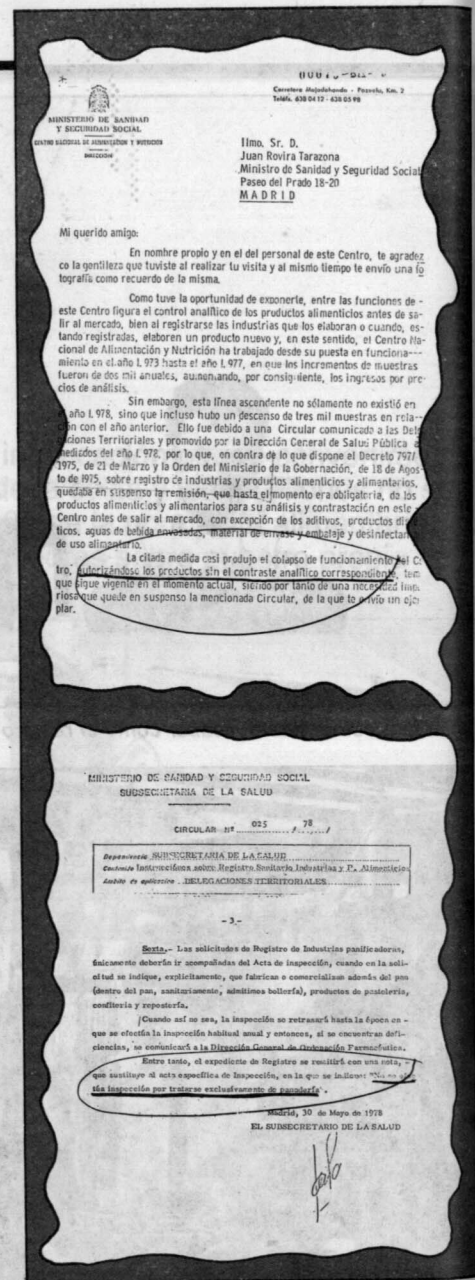 Carretera Majadahonda - Pozuelo, Km. 2
Teléfs. 638 04 12 - 638 05 98
MINISTERIO DE SANIDAD
Y SEGURIDAD SOCIAL
CENTRO NACIONAL DE ALIMENTACION Y NUTRICION
DIRECCIÓN
Ilmo. Sr. D.
Juan Rovira Tarazona
Ministro de Sanidad y Seguridad Social
Paseo del Prado 18-20
MADRID
Mi querido amigo:
En nombre propio y en el del personal de este Centro, te agradez
co la gentileza que tuviste al realizar tu visita y al mismo tiempo te envío una fo
tografía como recuerdo de la misma.
Como tuve la oportunidad de exponerle, entre las funciones de -
este Centro figura el control analítico de los productos alimenticios antes de sa-
lir al mercado, bien al registrarse las industrias que los elaboran o cuando, es-
tando registradas, elaboren un producto nuevo y, en este sentido, el Centro Na-
cional de Alimentación y Nutrición ha trabajado desde su puesta en funciona---
miento en el año 1.973 hasta el año 1.977, en que los incrementos de muestras
fueron de dos mil anuales, aumentando, por consiguiente, los ingresos por pre-
cios de análisis.
Sin embargo, esta línea ascendente no sólamente no existió en
año 1.978, sino que incluso hubo un descenso de tres mil muestras en rela--
ción con el año anterior. Ello fue debido a una Circular comunicado a las Del
ciones Territoriales y promovido por la Dirección General de Salud Pública a
mediados del año 1.978, por lo que, en contra de lo que dispone el Decreto 797/
1975, de 21 de Marzo y la Orden del Ministerio de la Gobernación, de 18 de Agos-
to de 1975, sobre registro de industrias y productos alimenticios y alimentarios,
quedaba en suspenso la remisión, que hasta el momento era obligatoria, de los
productos alimenticios y alimentarios para su análisis y contrastación en este -
Centro antes de salir al mercado, con excepción de los aditivos, productos die
ticos, aguas de bebida envasadas, material de envase y embalaje y desinfectan
de uso alimentario.
La citada medida casi produjo el colapso de funcionamiento del C
tro, autorizándose los productos sin el contraste analítico correspondiente, tem
que sigue vigente en el momento actual, siendo por tanto de una necesidad impe
riosa que quede en suspenso la mencionada Circular, de la que te envío un ejem
plar.
MINISTERIO DE SANIDAD Y SEGURIDAD SOCIAL
SUBSECRETARIA DE LA SALUD
CIRCULAR Nº 025 / 78 /
Dependencia SUBSECRETARIA DE LA SALUD
Contenido Instrucciones sobre Registro Sanitario Industrias y P. Alimenticios
Ámbito de aplicación DELEGACIONES TERRITORIALES
- 3.-
Sexta.- Las solicitudes de Registro de Industrias panificadoras,
únicamente deberán ir acompañadas del Acta de inspección, cuando en la soli-
citud se indique, explícitamente, que fabrican o comercializan además del pan
(dentro del pan, sanitariamente, admitimos bollería), productos de pastelería,
confitería y repostería.
Cuando así no sea, la inspección se retrasará hasta la época en -
que se efectúa la inspección habitual anual y entonces, si se encuentran defi-
ciencias, se comunicará a la Dirección General de Ordenación Farmacéutica.
Entre tanto, el expediente de Registro se remitirá con una nota, -
que sustituye al acta específica de Inspección, en la que se indique: "No se efec
túa inspección por tratarse exclusivamente de panadería".
Madrid, 30 de Mayo de 1978
EL SUBSECRETARIO DE LA SALUD